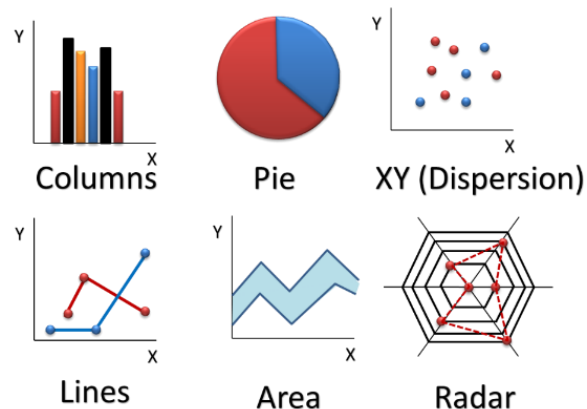 Y
X
Columns
Pie
Y
X
XY (Dispersion)
Y
X
Lines
Y
X
Area
Radar